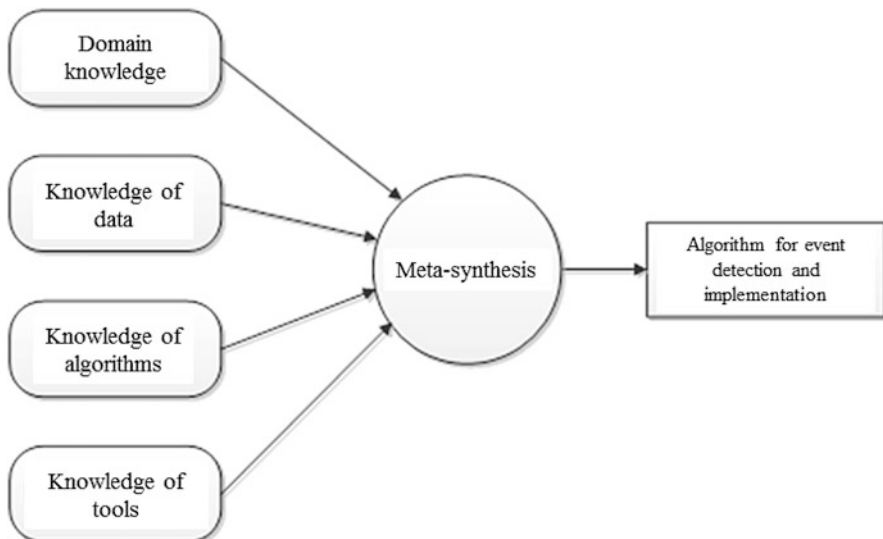 Domain
knowledge
Knowledge of
data
Knowledge of
algorithms
Knowledge of
tools
Meta-synthesis
Algorithm for event
detection and
implementation